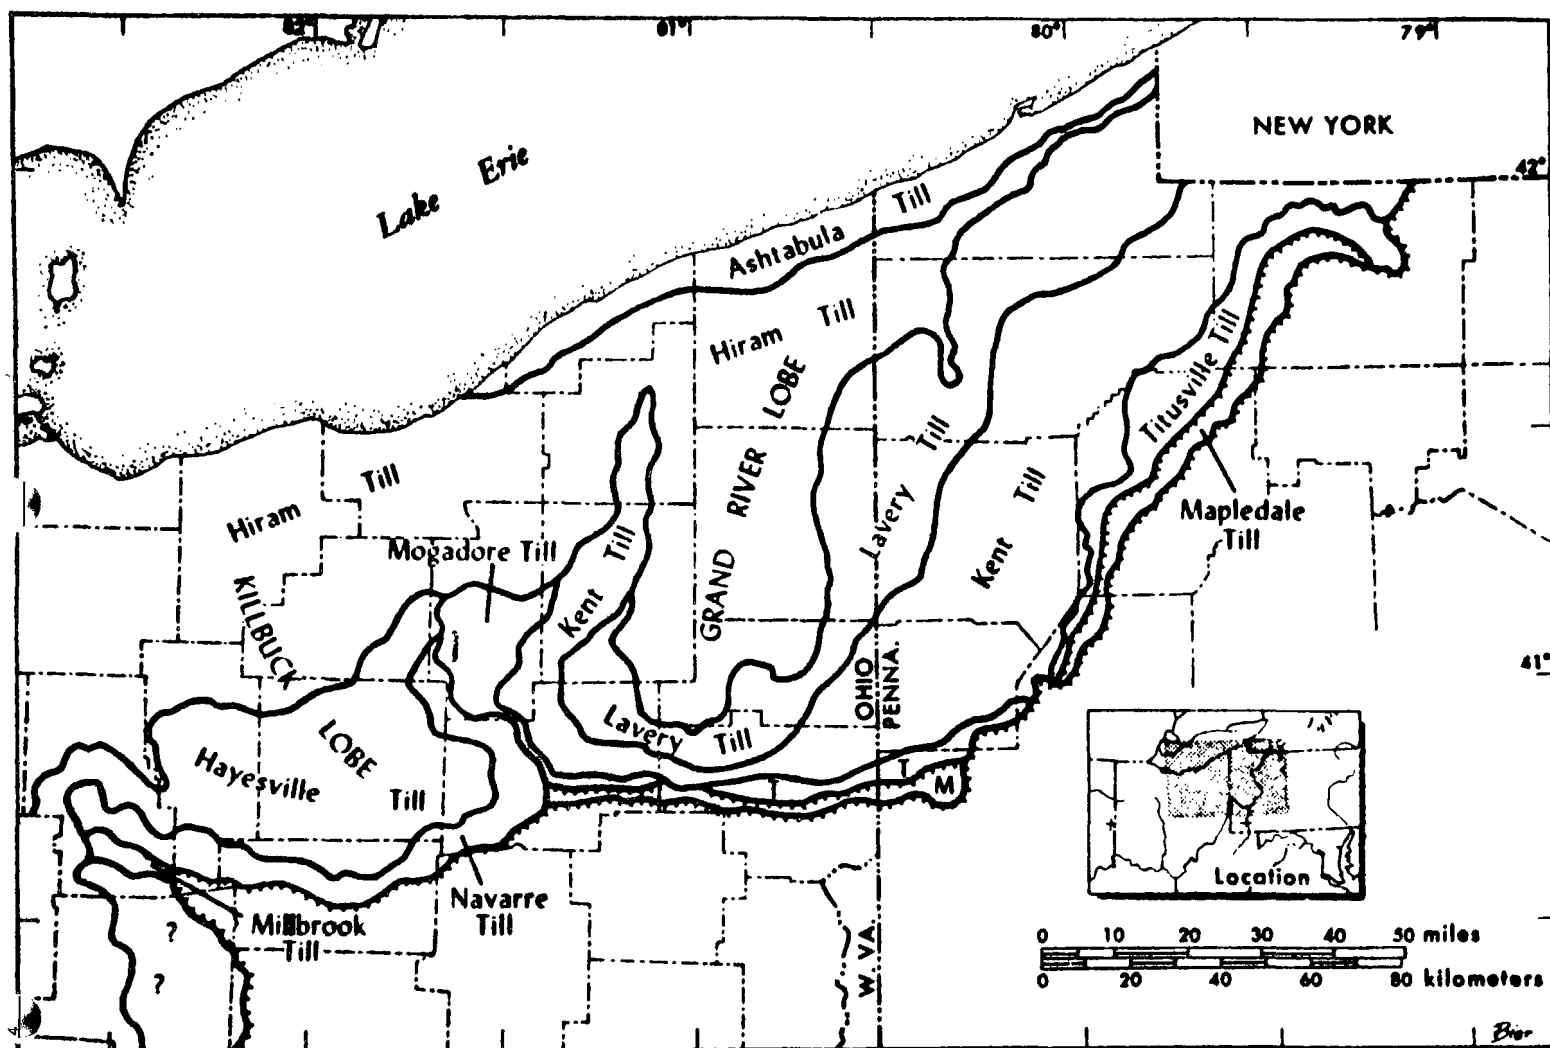 81°
80°
79°
NEW YORK
42°
Lake Erie
Ashtabula Till
Hiram Till
GRAND RIVER LOBE
Titusville Till
Lavery Till
Kent Till
Mapledale
Till
Hiram Till
Mogadore Till
Kent Till
KILLBUCK LOBE
41°
OHIO
PENNA.
Lavery Till
Hayesville Till
T
T
M
Location
Navarre
Till
Millbrook
Till
?
?
W. VA.
0 10 20 30 40 50 miles
0 20 40 60 80 kilometers
Bier